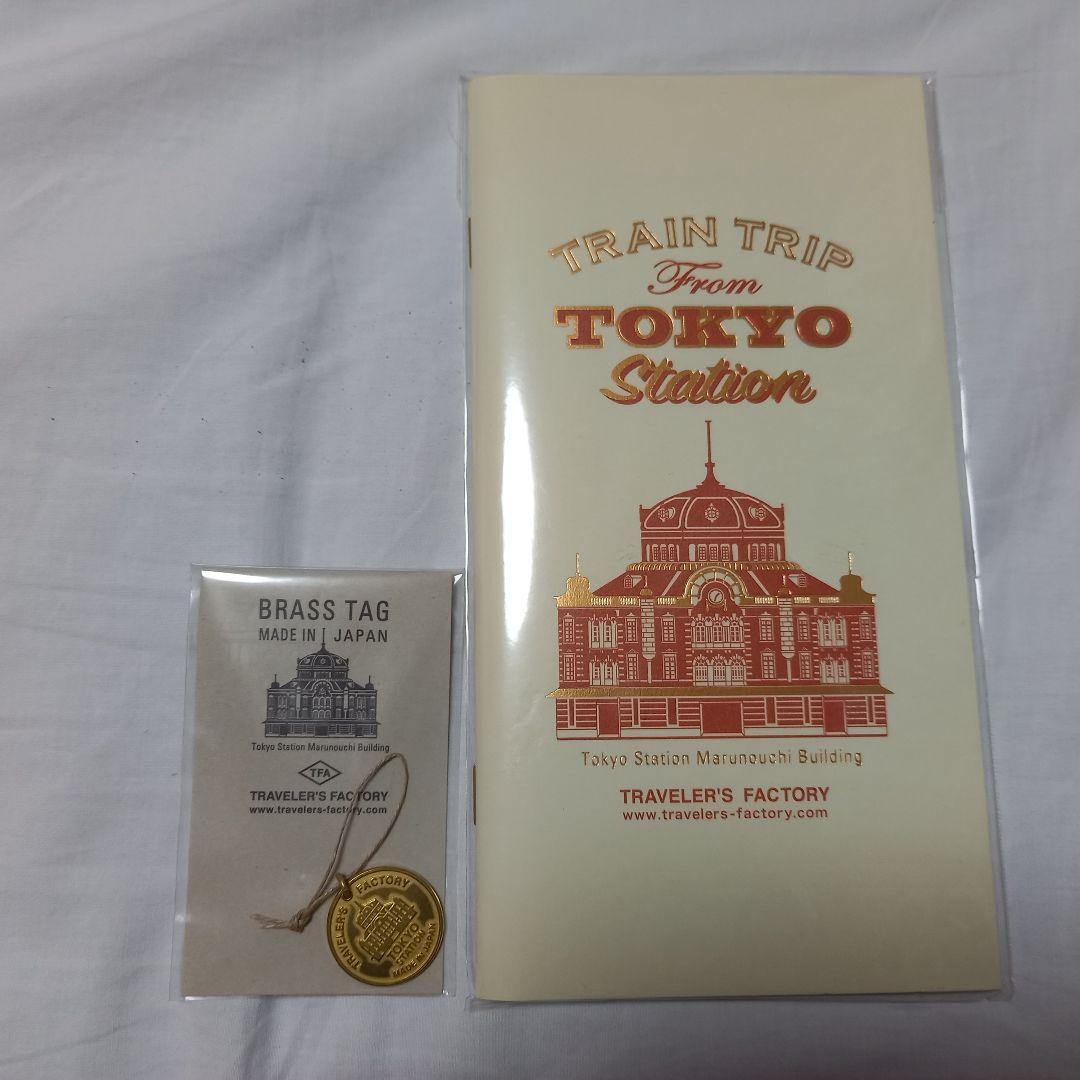 TRAIN TRIP
From
TOKYO
Station
Tokyo Station Marunouchi Building
TRAVELER'S FACTORY
www.travelers-factory.com
BRASS TAG
MADE IN JAPAN
Tokyo Station Marunouchi Building
TFA
TRAVELER'S FACTORY
www.travelers-factory.com
TRAVELER'S FACTORY
TOKYO
STATION
MADE IN JAPAN